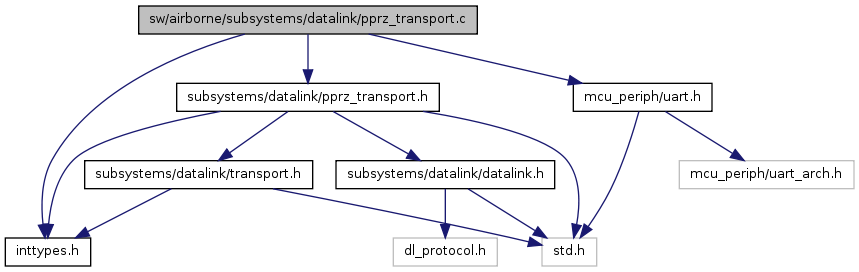 sw/airborne/subsystems/datalink/pprz_transport.c
subsystems/datalink/pprz_transport.h
mcu_periph/uart.h
subsystems/datalink/transport.h
subsystems/datalink/datalink.h
mcu_periph/uart_arch.h
inttypes.h
dl_protocol.h
std.h